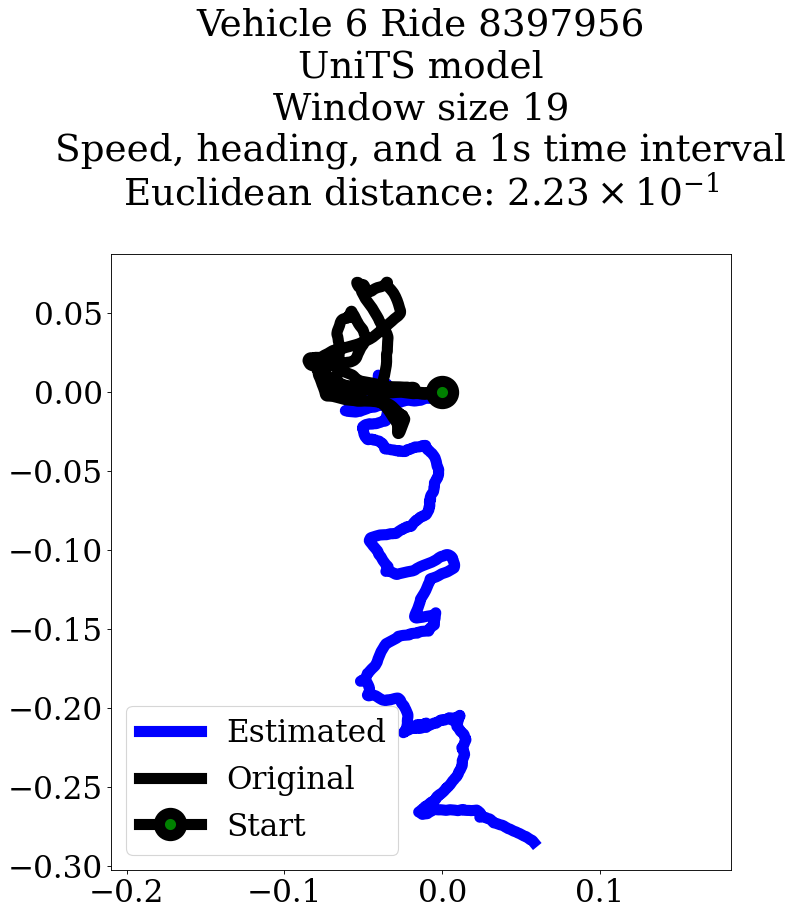 Vehicle 6 Ride 8397956
UniTS model
Window size 19
Speed, heading, and a 1s time interval
Euclidean distance: 2.23 × 10⁻¹
0.05
0.00
−0.05
−0.10
−0.15
−0.20
−0.25
−0.30
Estimated
Original
Start
−0.2
−0.1
0.0
0.1